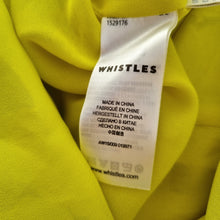 1529176
WHISTLES
MADE IN CHINA
FABRIQUÉ EN CHINE
HERGESTELLT IN CHINA
СДЕЛАНО В КИТАЕ
HECHO EN CHINA
中国制造
www.whistles.com